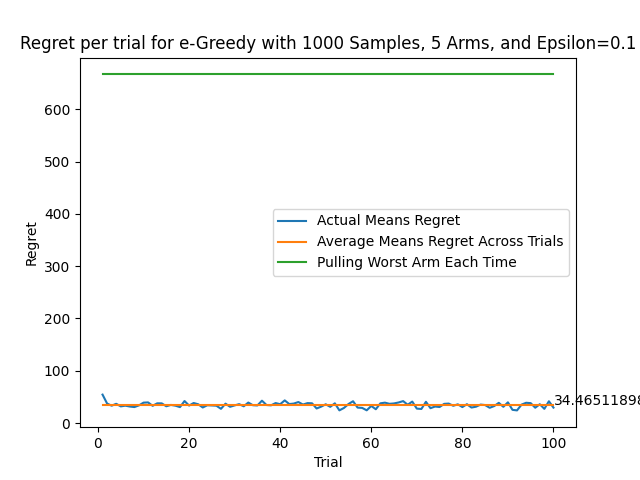 Regret per trial for e-Greedy with 1000 Samples, 5 Arms, and Epsilon=0.1
600
500
400
300
200
100
0
Regret
Actual Means Regret
Average Means Regret Across Trials
Pulling Worst Arm Each Time
34.46511898
0
20
40
60
80
100
Trial